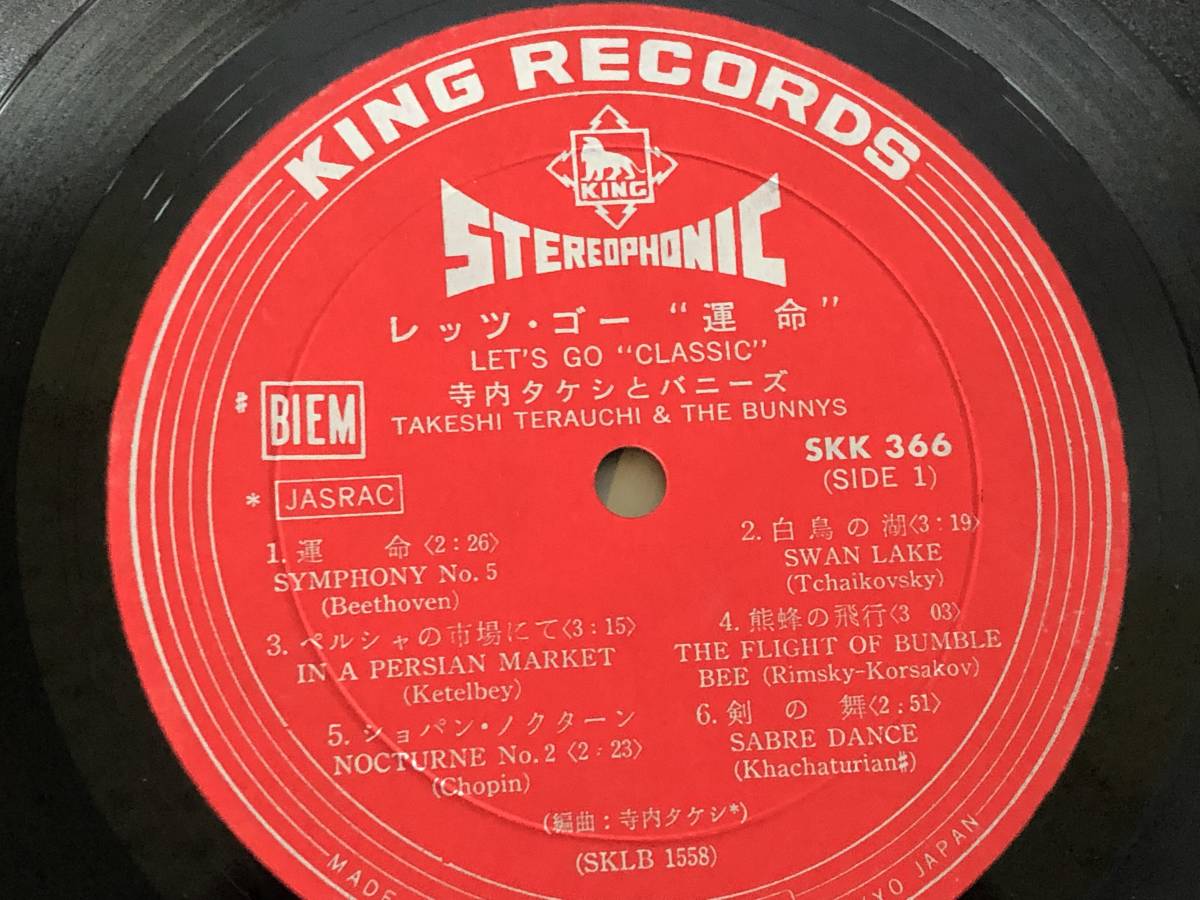 KING RECORDS
KING
STEREOPHONIC
レッツ・ゴー “運 命”
LET'S GO “CLASSIC”
寺内タケシとバニーズ
TAKESHI TERAUCHI & THE BUNNYS
♯ BIEM
SKK 366
(SIDE 1)
* JASRAC
1. 運 命〈2:26〉
SYMPHONY No. 5
(Beethoven)
2. 白鳥の湖〈3:19〉
SWAN LAKE
(Tchaikovsky)
3. ペルシャの市場にて〈3:15〉
IN A PERSIAN MARKET
(Ketelbey)
4. 熊蜂の飛行〈3 03〉
THE FLIGHT OF BUMBLE
BEE (Rimsky-Korsakov)
5. ショパン・ノクターン
NOCTURNE No. 2 〈2:23〉
(Chopin)
6. 剣の舞〈2:51〉
SABRE DANCE
(Khachaturian♯)
(編曲:寺内タケシ*)
(SKLB 1558)
MADE
JAPAN